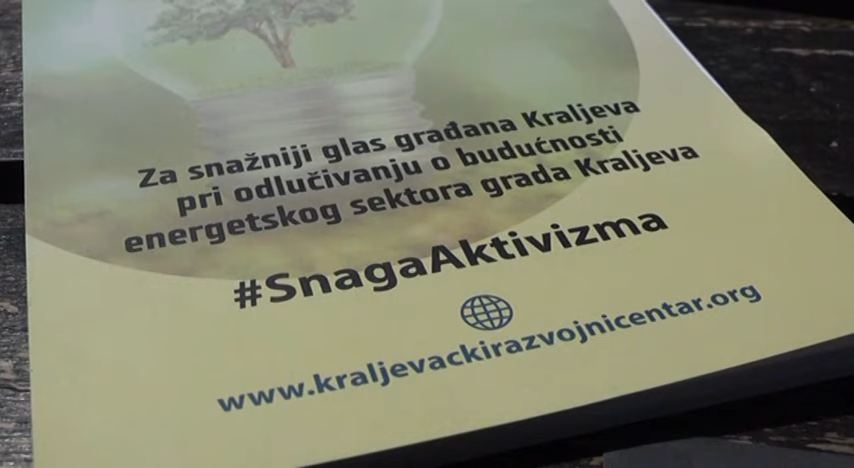 Za snažniji glas građana Kraljeva
pri odlučivanju o budućnosti
energetskog sektora grada Kraljeva
#SnagaAktivizma
www.kraljevackirazvojnicentar.org